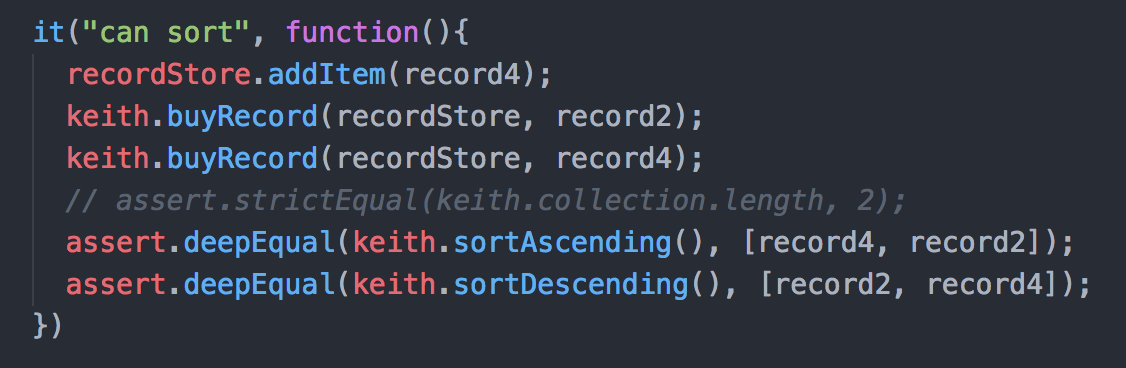 it("can sort", function(){
recordStore.addItem(record4);
keith.buyRecord(recordStore, record2);
keith.buyRecord(recordStore, record4);
// assert.strictEqual(keith.collection.length, 2);
assert.deepEqual(keith.sortAscending(), [record4, record2]);
assert.deepEqual(keith.sortDescending(), [record2, record4]);
})